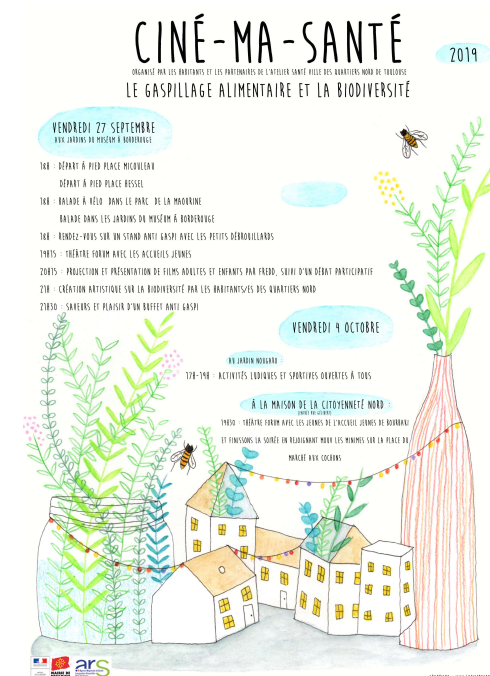 CINÉ-MA-SANTÉ
2019
ORGANISÉ PAR LES HABITANTS ET LES PARTENAIRES DE L'ATELIER SANTÉ VILLE DES QUARTIERS NORD DE TOULOUSE
LE GASPILLAGE ALIMENTAIRE ET LA BIODIVERSITÉ
VENDREDI 27 SEPTEMBRE
AUX JARDINS DU MUSÉUM À BORDEROUGE
18H : DÉPART À PIED PLACE MICOULEAU
DÉPART À PIED PLACE HESSEL
18H : BALADE À VÉLO DANS LE PARC DE LA MAOURINE
BALADE DANS LES JARDINS DU MUSÉUM À BORDEROUGE
18H : RENDEZ-VOUS SUR UN STAND ANTI GASPI AVEC LES PETITS DÉBROUILLARDS
19H15 : THÉÂTRE FORUM AVEC LES ACCUEILS JEUNES
20H15 : PROJECTION ET PRÉSENTATION DE FILMS ADULTES ET ENFANTS PAR FREDD, SUIVI D'UN DÉBAT PARTICIPATIF
21H : CRÉATION ARTISTIQUE SUR LA BIODIVERSITÉ PAR LES HABITANTS/ES DES QUARTIERS NORD
21H30 : SAVEURS ET PLAISIR D'UN BUFFET ANTI GASPI
VENDREDI 4 OCTOBRE
AU JARDIN NOUGARO :
17H-19H : ACTIVITÉS LUDIQUES ET SPORTIVES OUVERTES À TOUS
À LA MAISON DE LA CITOYENNETÉ NORD :
19H30 : THÉÂTRE FORUM AVEC LES JEUNES DE L'ACCUEIL JEUNES DE BOURBAKI
ET FINISSONS LA SOIRÉE EN REJOIGNANT MOUR LES MINIMES SUR LA PLACE DU
MARCHÉ AUX COCHONS
ars